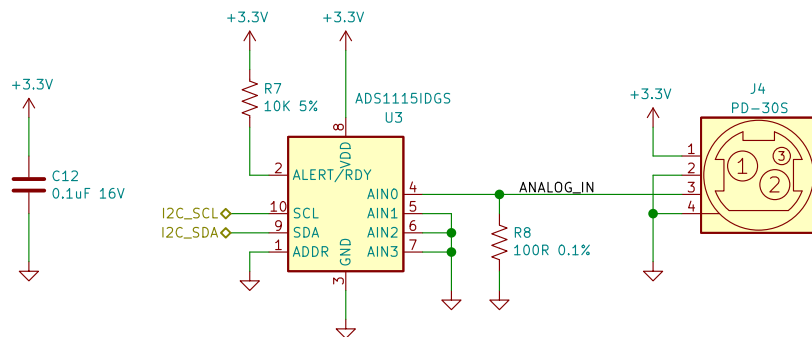 +3.3V
+3.3V
+3.3V
+3.3V
J4
PD-30S
R7
10K 5%
ADS1115IDGS
U3
C12
0.1uF 16V
8
VDD
2
ALERT/RDY
10
SCL
9
SDA
1
ADDR
GND
3
AIN0
4
AIN1
5
AIN2
6
AIN3
7
I2C_SCL
I2C_SDA
ANALOG_IN
R8
100R 0.1%
1
2
3
4
1
2
3